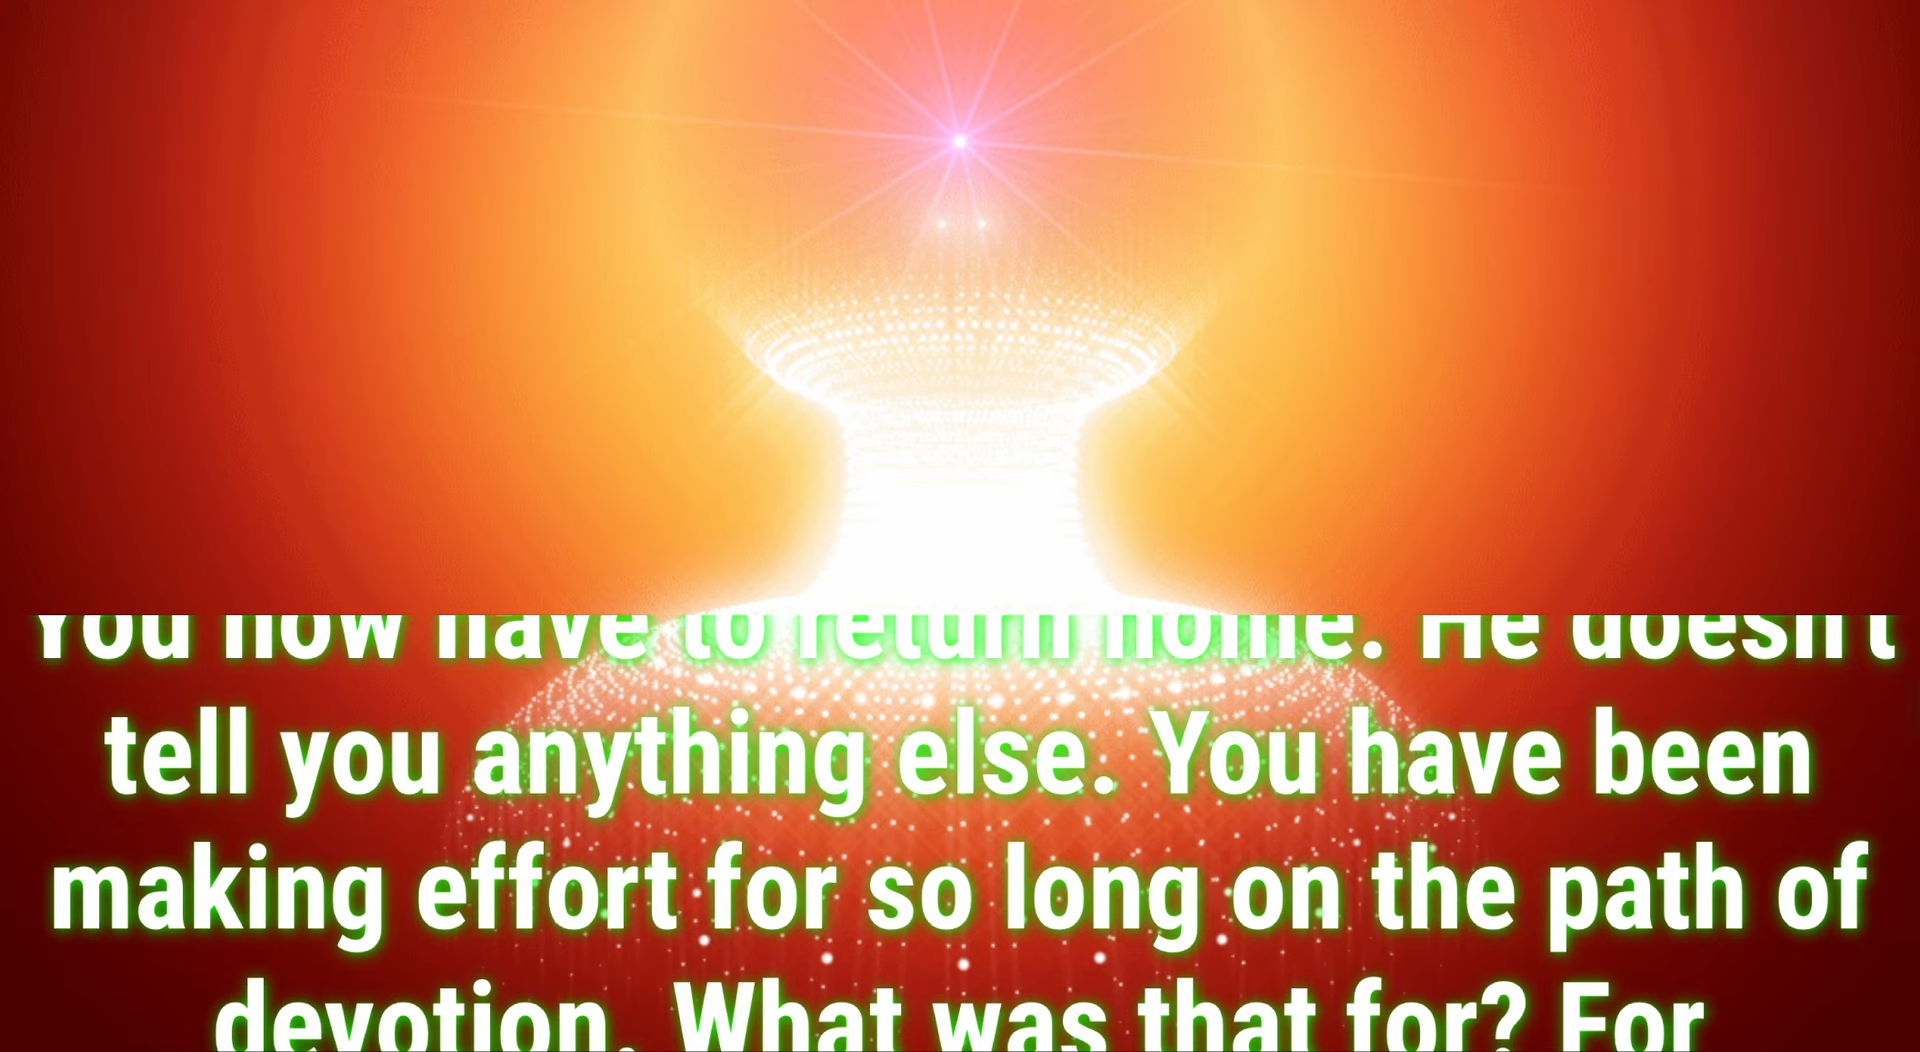 You now have to return home. He doesn't
tell you anything else. You have been
making effort for so long on the path of
devotion. What was that for? For